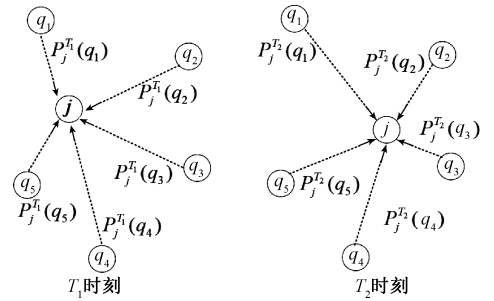 q₁
P_j^{T₁}(q₁)
q₂
P_j^{T₁}(q₂)
j
q₃
P_j^{T₁}(q₃)
q₅
P_j^{T₁}(q₅)
P_j^{T₁}(q₄)
q₄
T₁时刻
q₁
P_j^{T₂}(q₁)
P_j^{T₂}(q₂)
q₂
j
P_j^{T₂}(q₃)
q₃
q₅
P_j^{T₂}(q₅)
P_j^{T₂}(q₄)
q₄
T₂时刻